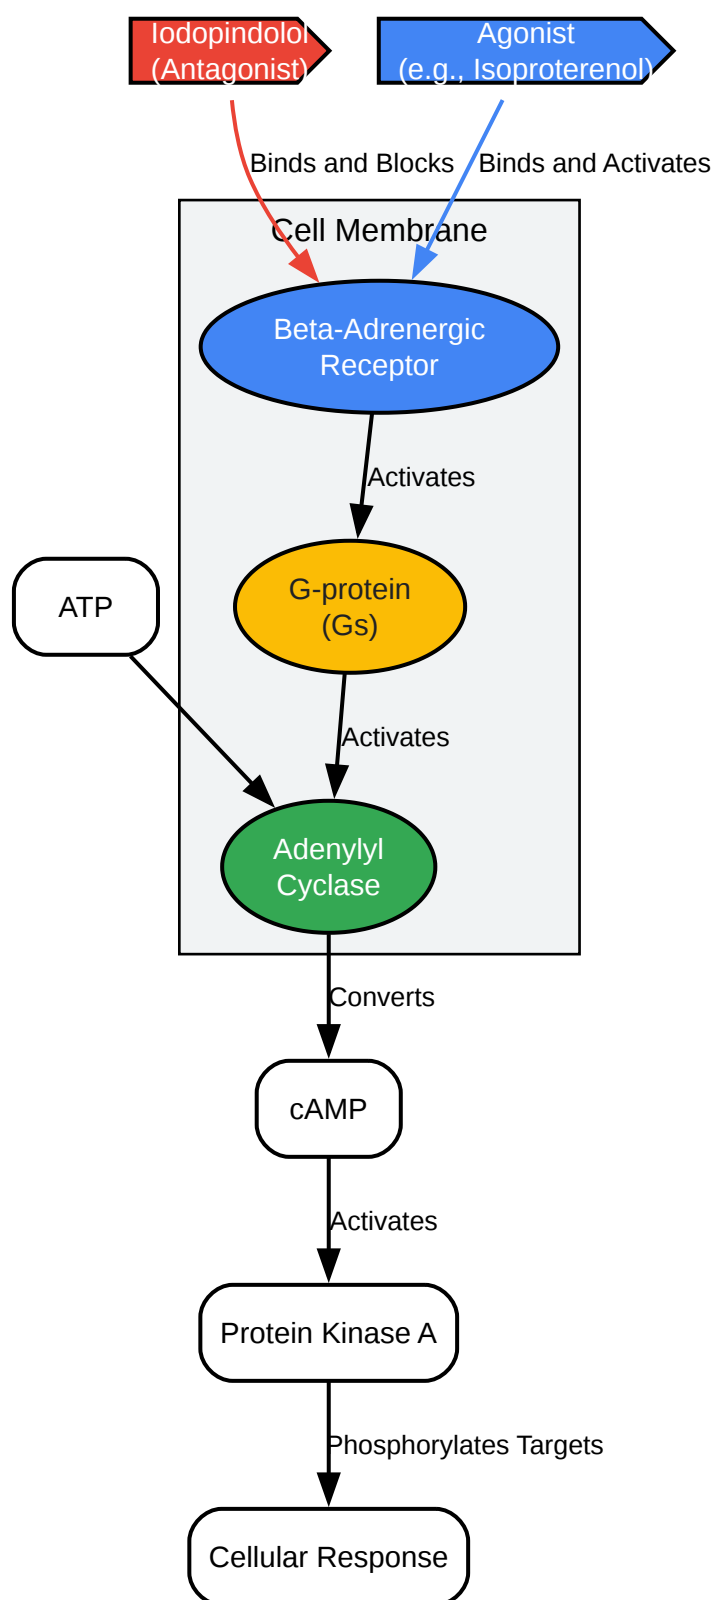 Iodopindolol
(Antagonist)
Agonist
(e.g., Isoproterenol)
Binds and Blocks
Binds and Activates
Cell Membrane
Beta-Adrenergic
Receptor
Activates
G-protein
(Gs)
ATP
Activates
Adenylyl
Cyclase
Converts
cAMP
Activates
Protein Kinase A
Phosphorylates Targets
Cellular Response